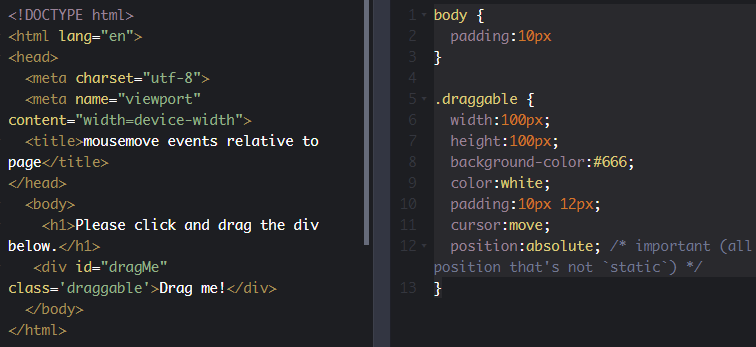 <!DOCTYPE html>
<html lang="en">
<head>
<meta charset="utf-8">
<meta name="viewport"
content="width=device-width">
<title>mousemove events relative to
page</title>
</head>
<body>
<h1>Please click and drag the div
below.</h1>
<div id="dragMe"
class='draggable'>Drag me!</div>
</body>
</html>
1 body {
2 padding:10px
3 }
4
5 .draggable {
6 width:100px;
7 height:100px;
8 background-color:#666;
9 color:white;
10 padding:10px 12px;
11 cursor:move;
12 position:absolute; /* important (all
position that's not `static`) */
13 }